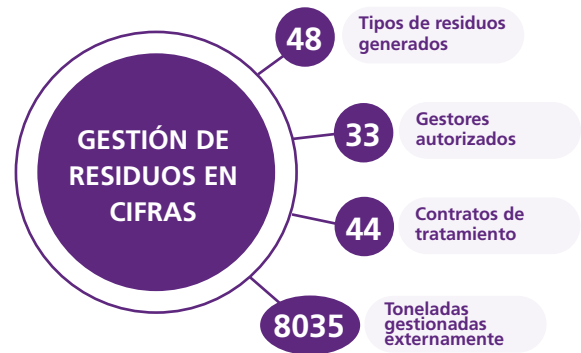 GESTIÓN DE
RESIDUOS EN
CIFRAS
48
Tipos de residuos
generados
33
Gestores
autorizados
44
Contratos de
tratamiento
8035
Toneladas
gestionadas
externamente